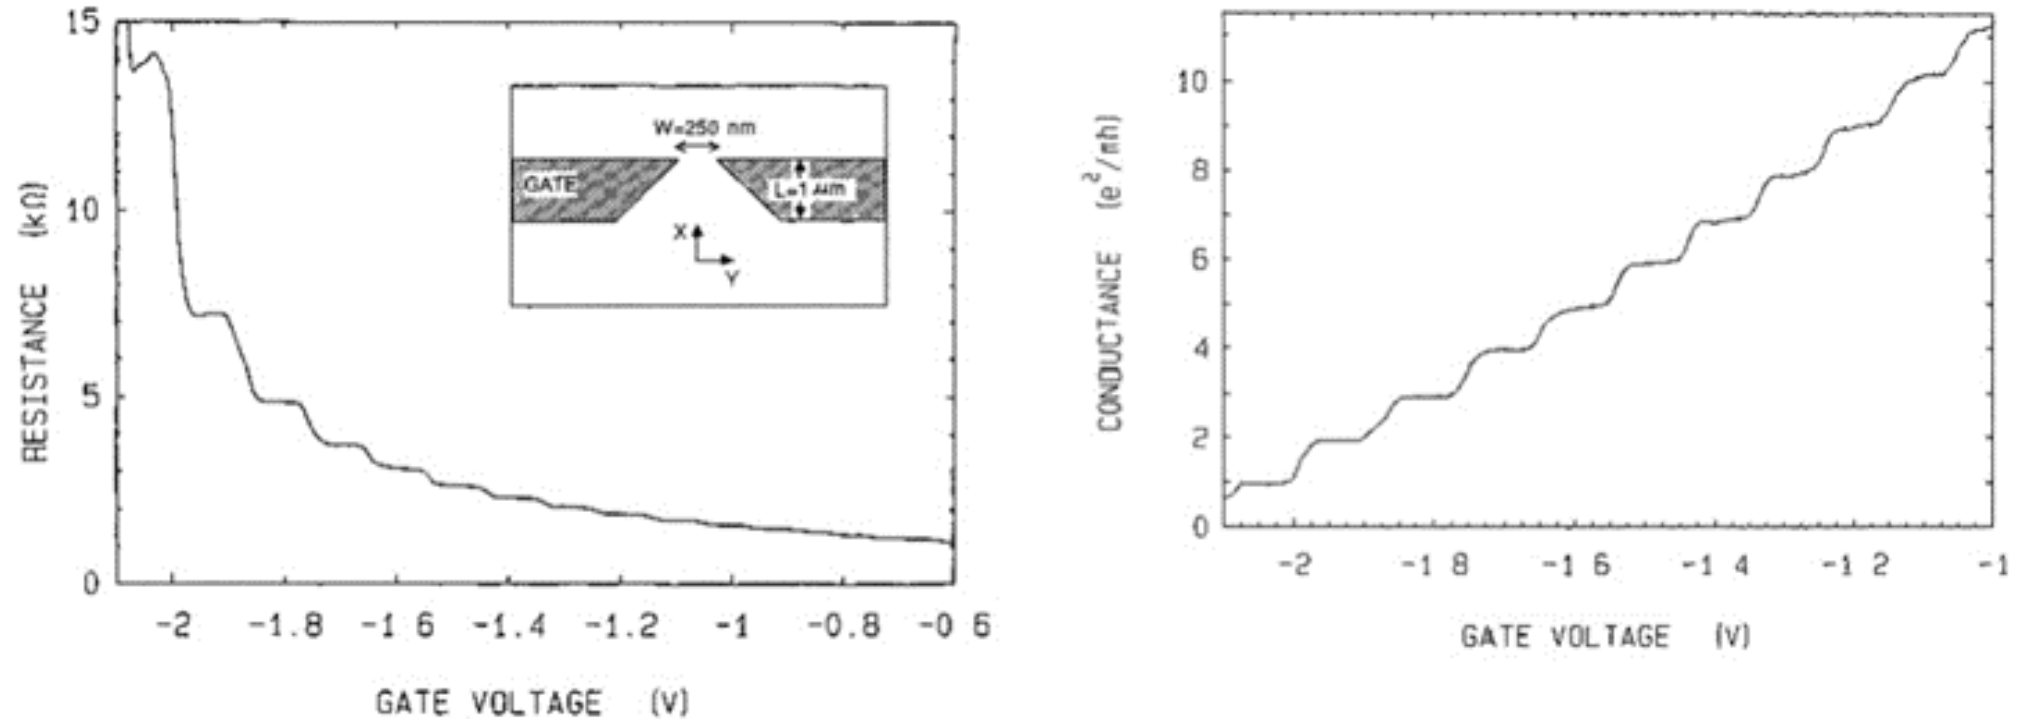 15
10
5
0
RESISTANCE (kΩ)
-2 -1.8 -1 6 -1.4 -1.2 -1 -0.8 -0 6
GATE VOLTAGE (V)
W=250 nm
GATE
L=1 μm
X
Y
10
8
6
4
2
0
CONDUCTANCE (e²/πħ)
-2 -1 8 -1 6 -1 4 -1 2 -1
GATE VOLTAGE (V)